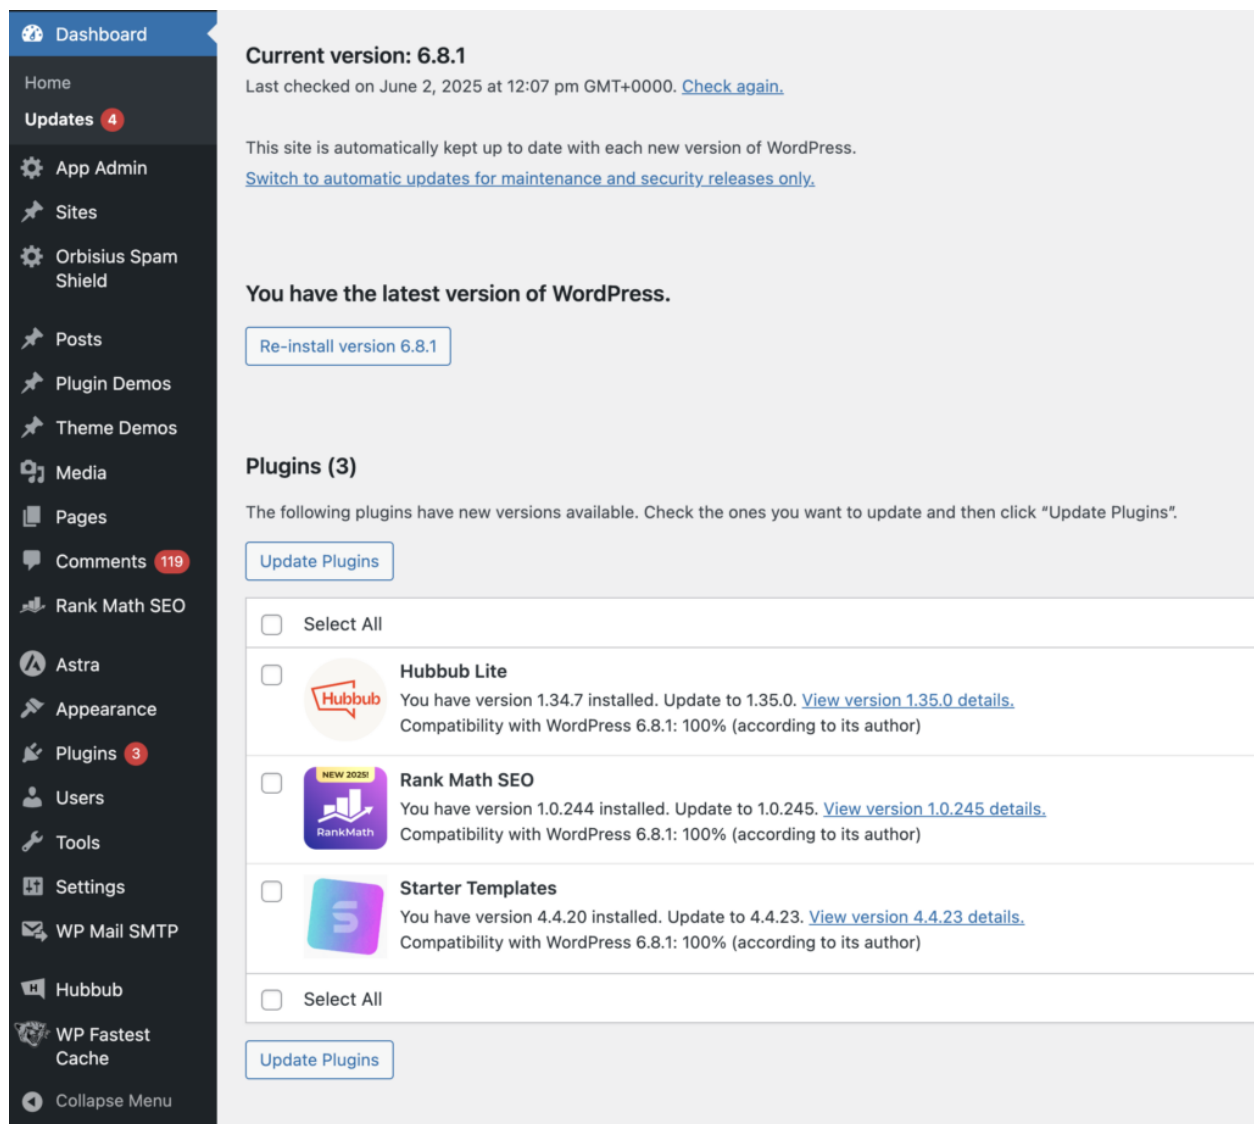 Dashboard
Home
Updates 4
App Admin
Sites
Orbisius Spam
Shield
Posts
Plugin Demos
Theme Demos
Media
Pages
Comments 119
Rank Math SEO
Astra
Appearance
Plugins 3
Users
Tools
Settings
WP Mail SMTP
H
Hubbub
WP Fastest
Cache
Collapse Menu
Current version: 6.8.1
Last checked on June 2, 2025 at 12:07 pm GMT+0000. Check again.
This site is automatically kept up to date with each new version of WordPress.
Switch to automatic updates for maintenance and security releases only.
You have the latest version of WordPress.
Re-install version 6.8.1
Plugins (3)
The following plugins have new versions available. Check the ones you want to update and then click “Update Plugins”.
Update Plugins
Select All
Hubbub
Hubbub Lite
You have version 1.34.7 installed. Update to 1.35.0. View version 1.35.0 details.
Compatibility with WordPress 6.8.1: 100% (according to its author)
NEW 2025!
RankMath
Rank Math SEO
You have version 1.0.244 installed. Update to 1.0.245. View version 1.0.245 details.
Compatibility with WordPress 6.8.1: 100% (according to its author)
S
Starter Templates
You have version 4.4.20 installed. Update to 4.4.23. View version 4.4.23 details.
Compatibility with WordPress 6.8.1: 100% (according to its author)
Select All
Update Plugins